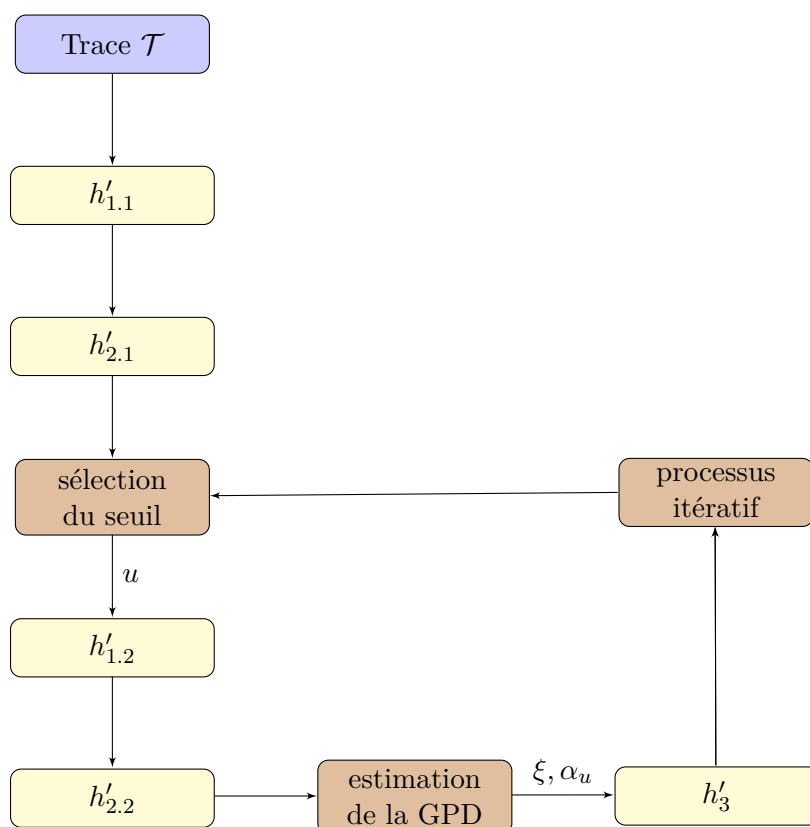 Trace 𝒯
h′1.1
h′2.1
sélection
du seuil
processus
itératif
u
h′1.2
h′2.2
estimation
de la GPD
ξ, αu
h′3